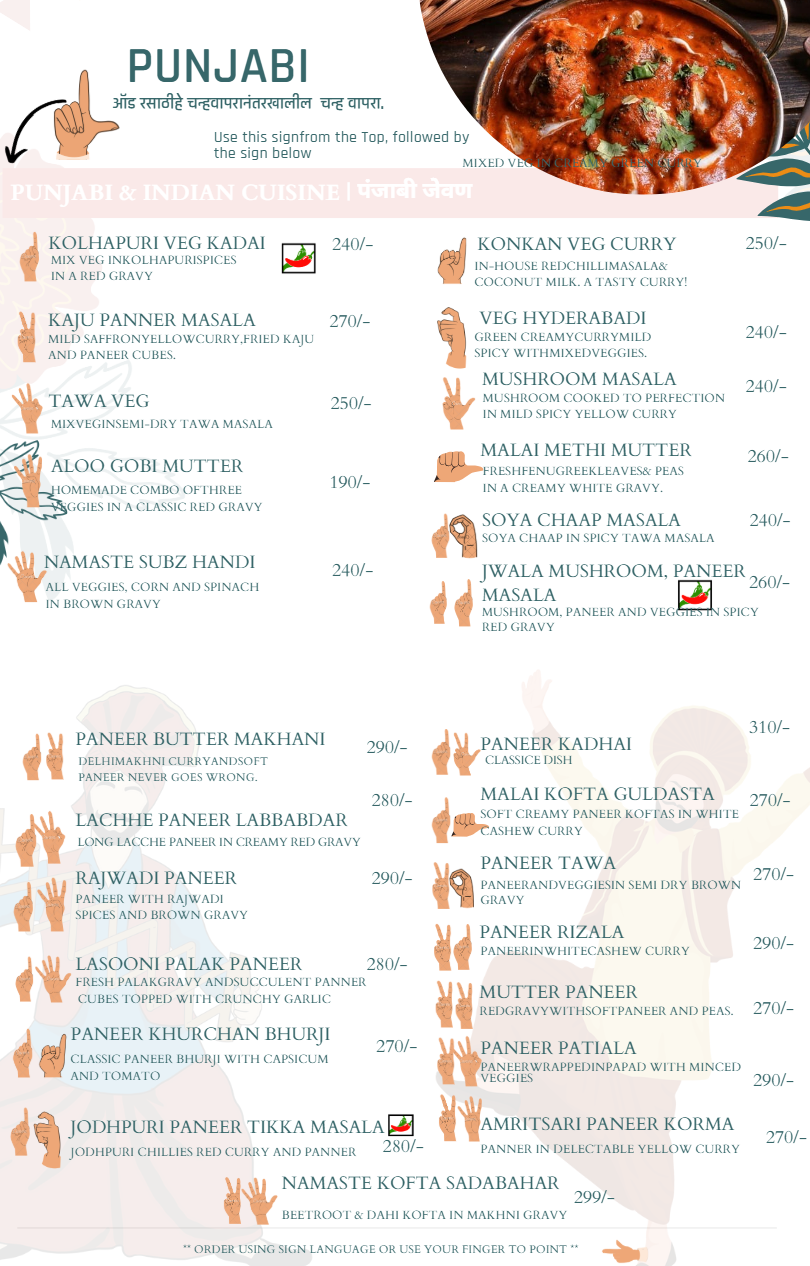 PUNJABI
ऑड रसाठीहे चन्हवापरानंतरखालील चन्ह वापरा.
Use this signfrom the Top, followed by
the sign below
MIXED VEG IN CREAMY GREEN CURRY
PUNJABI & INDIAN CUISINE | पंजाबी जेवण
KOLHAPURI VEG KADAI 240/-
MIX VEG INKOLHAPURISPICES
IN A RED GRAVY
KAJU PANNER MASALA 270/-
MILD SAFFRONYELLOWCURRY,FRIED KAJU
AND PANEER CUBES.
TAWA VEG 250/-
MIXVEGINSEMI-DRY TAWA MASALA
ALOO GOBI MUTTER 190/-
HOMEMADE COMBO OFTHREE
VEGGIES IN A CLASSIC RED GRAVY
NAMASTE SUBZ HANDI 240/-
ALL VEGGIES, CORN AND SPINACH
IN BROWN GRAVY
KONKAN VEG CURRY 250/-
IN-HOUSE REDCHILLIMASALA&
COCONUT MILK. A TASTY CURRY!
VEG HYDERABADI 240/-
GREEN CREAMYCURRYMILD
SPICY WITHMIXEDVEGGIES.
MUSHROOM MASALA 240/-
MUSHROOM COOKED TO PERFECTION
IN MILD SPICY YELLOW CURRY
MALAI METHI MUTTER 260/-
FRESHFENUGREEKLEAVES& PEAS
IN A CREAMY WHITE GRAVY.
SOYA CHAAP MASALA 240/-
SOYA CHAAP IN SPICY TAWA MASALA
JWALA MUSHROOM, PANEER
MASALA 260/-
MUSHROOM, PANEER AND VEGGIES IN SPICY
RED GRAVY
PANEER BUTTER MAKHANI 290/-
DELHIMAKHNI CURRYANDSOFT
PANEER NEVER GOES WRONG.
280/-
LACHHE PANEER LABBABDAR
LONG LACCHE PANEER IN CREAMY RED GRAVY
RAJWADI PANEER 290/-
PANEER WITH RAJWADI
SPICES AND BROWN GRAVY
LASOONI PALAK PANEER 280/-
FRESH PALAKGRAVY ANDSUCCULENT PANNER
CUBES TOPPED WITH CRUNCHY GARLIC
PANEER KHURCHAN BHURJI 270/-
CLASSIC PANEER BHURJI WITH CAPSICUM
AND TOMATO
JODHPURI PANEER TIKKA MASALA
JODHPURI CHILLIES RED CURRY AND PANNER 280/-
310/-
PANEER KADHAI
CLASSICE DISH
MALAI KOFTA GULDASTA 270/-
SOFT CREAMY PANEER KOFTAS IN WHITE
CASHEW CURRY
PANEER TAWA 270/-
PANEERANDVEGGIESIN SEMI DRY BROWN
GRAVY
PANEER RIZALA 290/-
PANEERINWHITECASHEW CURRY
MUTTER PANEER 270/-
REDGRAVYWITHSOFTPANEER AND PEAS.
PANEER PATIALA
PANEERWRAPPEDINPAPAD WITH MINCED
VEGGIES 290/-
AMRITSARI PANEER KORMA 270/-
PANNER IN DELECTABLE YELLOW CURRY
NAMASTE KOFTA SADABAHAR 299/-
BEETROOT & DAHI KOFTA IN MAKHNI GRAVY
** ORDER USING SIGN LANGUAGE OR USE YOUR FINGER TO POINT **